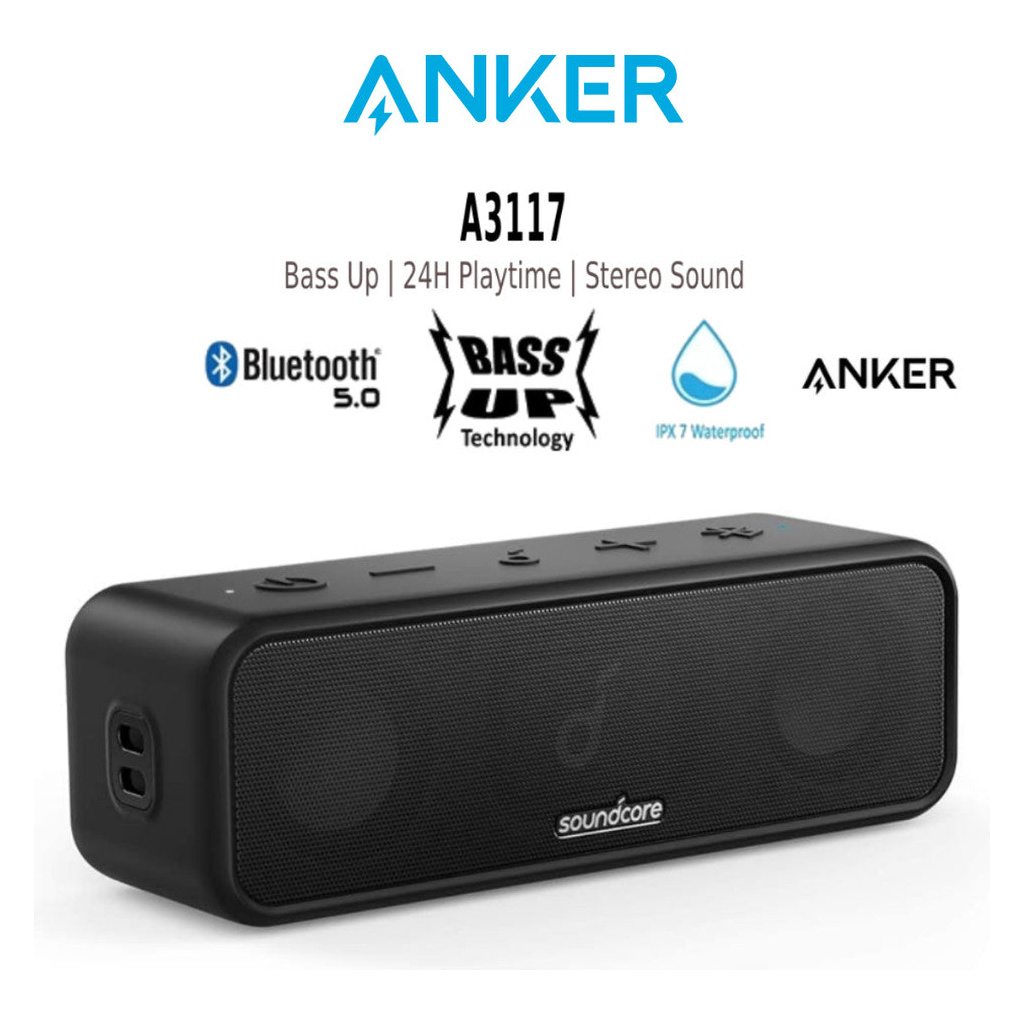 ANKER
A3117
Bass Up | 24H Playtime | Stereo Sound
Bluetooth®
5.0
BASS
UP
Technology
IPX 7 Waterproof
ANKER
soundcore